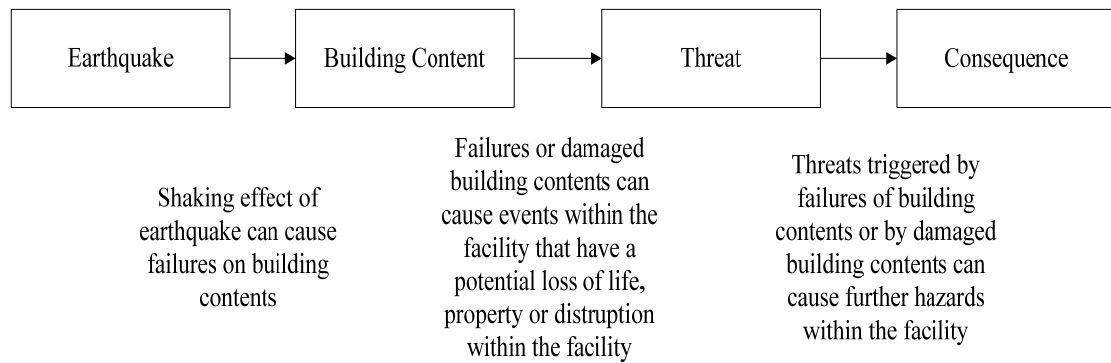 Earthquake
Building Content
Threat
Consequence
Shaking effect of
earthquake can cause
failures on building
contents
Failures or damaged
building contents can
cause events within the
facility that have a
potential loss of life,
property or distruption
within the facility
Threats triggered by
failures of building
contents or by damaged
building contents can
cause further hazards
within the facility